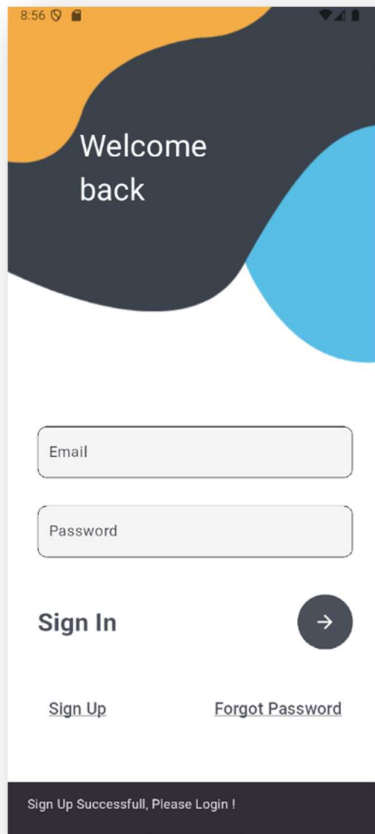 8:56
Welcome
back
Email
Password
Sign In
Sign Up Forgot Password
Sign Up Successfull, Please Login !